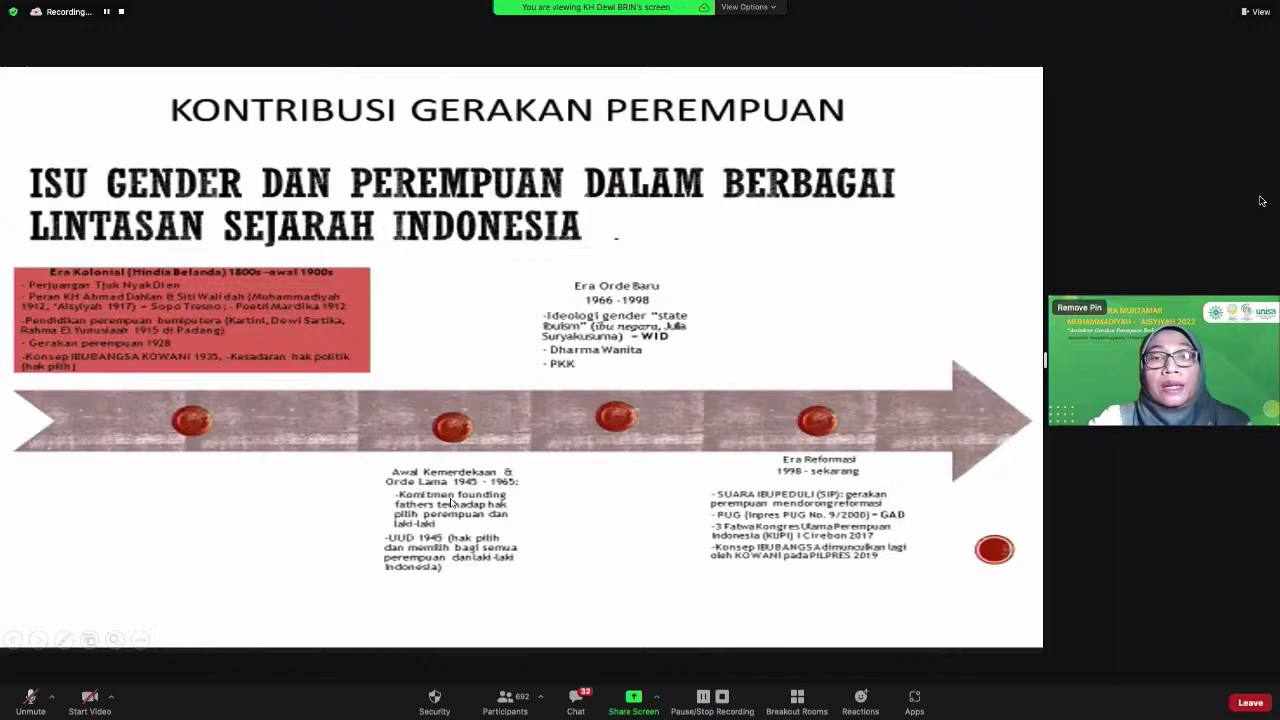 Recording...
You are viewing KH Dewi BRIN's screen
View Options
View
KONTRIBUSI GERAKAN PEREMPUAN
ISU GENDER DAN PEREMPUAN DALAM BERBAGAI
LINTASAN SEJARAH INDONESIA
Era Kolonial (Hindia Belanda) 1800s -awal 1900s
- Perjuangan Tjuk Nyak Dien
- Peran KH Ahmad Dahlan & Siti Walidah (Muhammadiyah
1912, 'Aisyiyah 1917) - Sopo Tresno; - Poetri Mardika 1912
-Pendidikan perempuan bumiputera (Kartini, Dewi Sartika,
Rahma El Yunusiaah 1915 di Padang)
- Gerakan perempuan 1928
-Konsep IBUBANGSA KOWANI 1935, -Kesadaran hak politik
(hak pilih)
Era Orde Baru
1966 -1998
-Ideologi gender "state
ibuism" (ibu negara, Julia
Suryakusuma) - WID
- Dharma Wanita
- PKK
Awal Kemerdekaan &
Orde Lama 1945 - 1965:
-Komitmen founding
fathers terhadap hak
pilih perempuan dan
laki-laki
-UUD 1945 (hak pilih
dan memilih bagi semua
perempuan dan laki-laki
Indonesia)
Era Reformasi
1998 - sekarang
- SUARA IBU PEDULI (SIP): gerakan
perempuan mendorong reformasi
- PUG (Inpres PUG No. 9/2000) - GAD
-3 Fatwa Kongres Ulama Perempuan
Indonesia (KUPI) I Cirebon 2017
-Konsep IBU BANGSA dimunculkan lagi
oleh KOWANI pada PILPRES 2019
Remove Pin
RA MUKTAMAR
MUHAMMADIYAH - 'AISYIYAH 2022
unisa
Unmute
Start Video
Security
692
Participants
32
Chat
Share Screen
Pause/Stop Recording
Breakout Rooms
Reactions
Apps
Leave